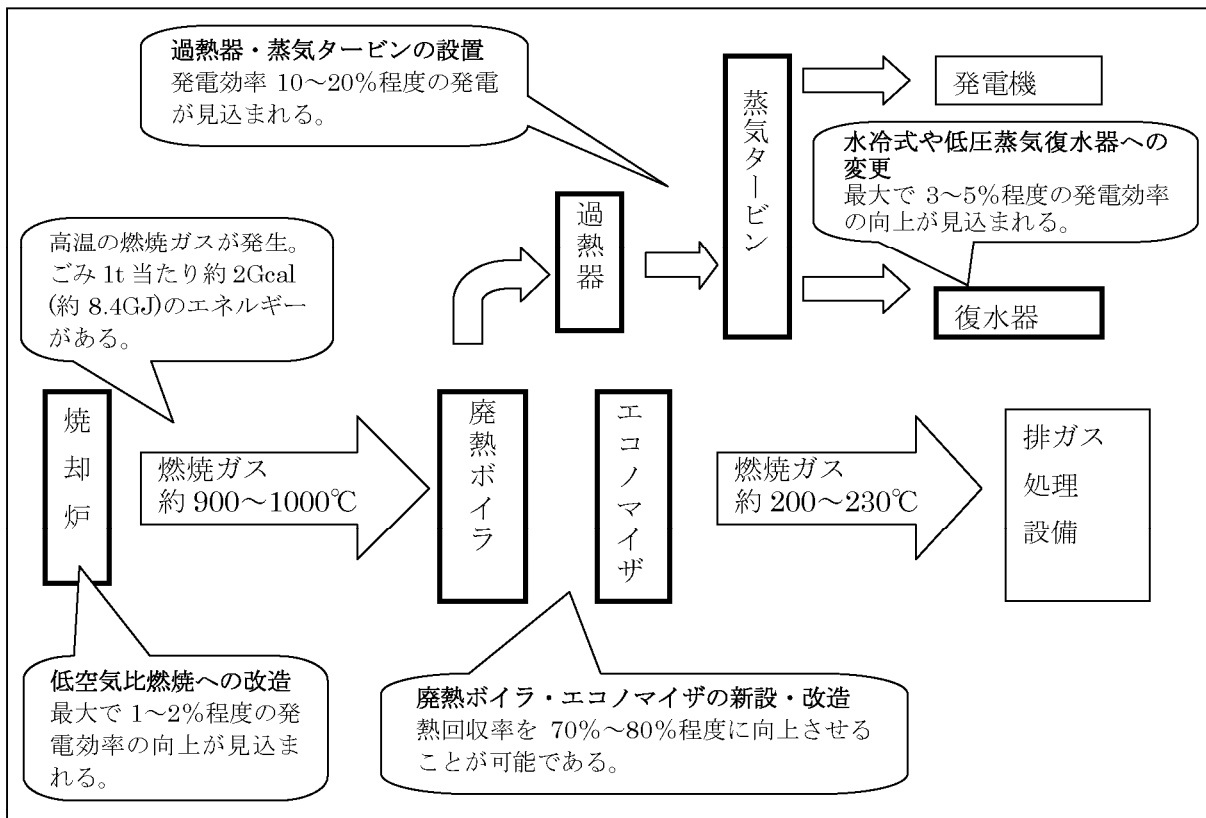 過熱器・蒸気タービンの設置
発電効率 10～20%程度の発電
が見込まれる。
蒸気タービン
発電機
水冷式や低圧蒸気復水器への
変更
最大で 3～5%程度の発電効率
の向上が見込まれる。
過熱器
復水器
高温の燃焼ガスが発生。
ごみ 1t 当たり約 2Gcal
(約 8.4GJ)のエネルギー
がある。
焼却炉
燃焼ガス
約 900～1000℃
廃熱ボイラ
エコノマイザ
燃焼ガス
約 200～230℃
排ガス
処理
設備
低空気比燃焼への改造
最大で 1～2%程度の発
電効率の向上が見込ま
れる。
廃熱ボイラ・エコノマイザの新設・改造
熱回収率を 70%～80%程度に向上させる
ことが可能である。